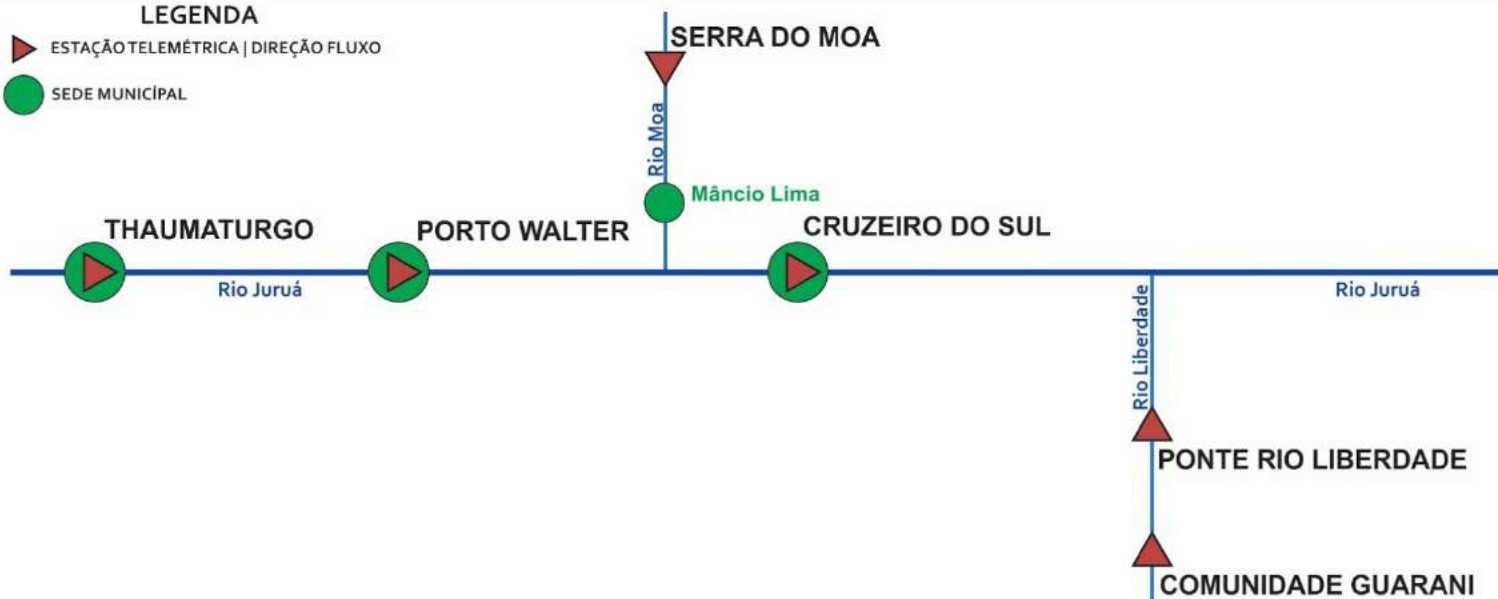 LEGENDA
ESTAÇÃO TELEMÉTRICA | DIREÇÃO FLUXO
SEDE MUNICÍPAL
SERRA DO MOA
Rio Moa
Mâncio Lima
THAUMATURGO
PORTO WALTER
CRUZEIRO DO SUL
Rio Juruá
Rio Juruá
Rio Liberdade
PONTE RIO LIBERDADE
COMUNIDADE GUARANI